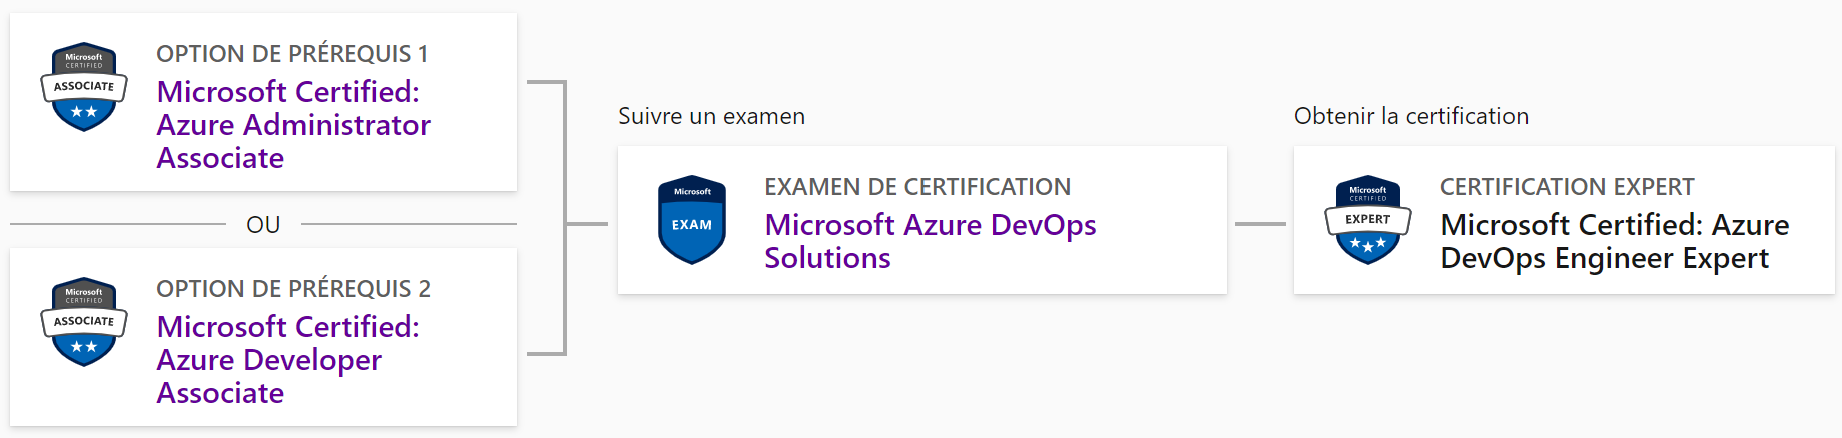 Microsoft
CERTIFIED
ASSOCIATE
OPTION DE PRÉREQUIS 1
Microsoft Certified:
Azure Administrator
Associate
OU
Microsoft
CERTIFIED
ASSOCIATE
OPTION DE PRÉREQUIS 2
Microsoft Certified:
Azure Developer
Associate
Suivre un examen
Microsoft
EXAM
EXAMEN DE CERTIFICATION
Microsoft Azure DevOps
Solutions
Obtenir la certification
Microsoft
CERTIFIED
EXPERT
CERTIFICATION EXPERT
Microsoft Certified: Azure
DevOps Engineer Expert